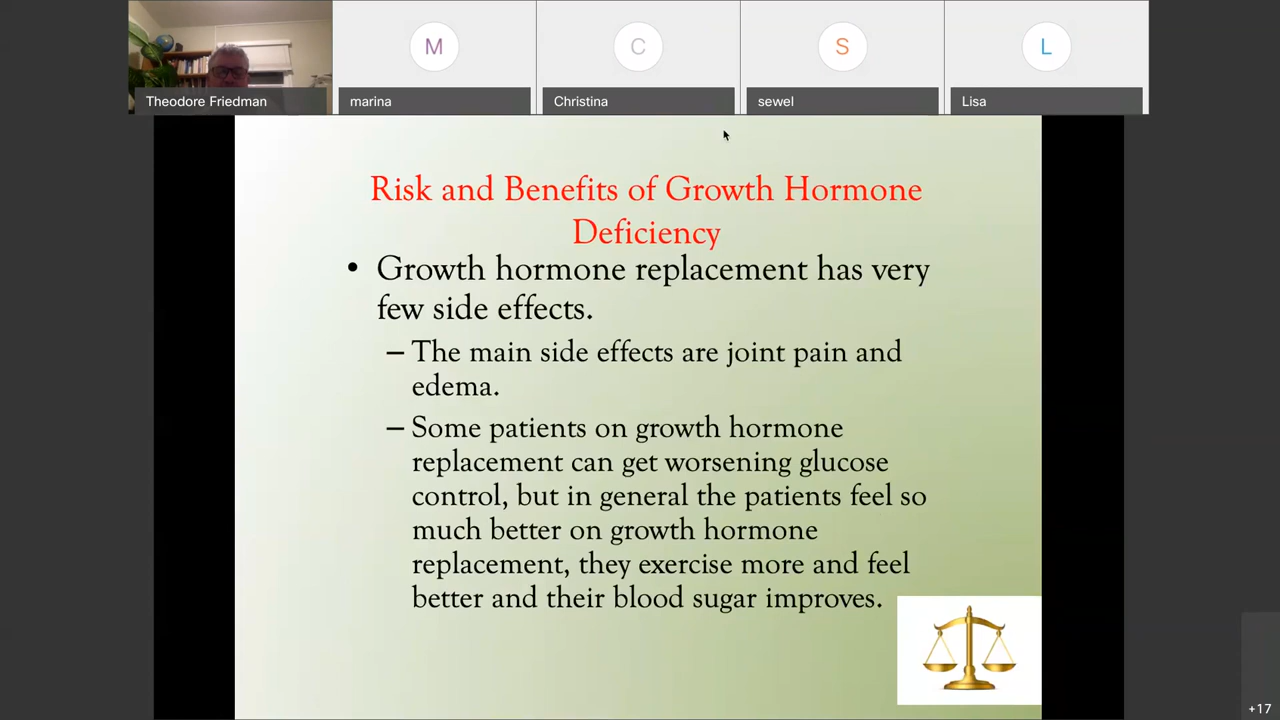 M
C
S
L
Theodore Friedman
marina
Christina
sewel
Lisa
Risk and Benefits of Growth Hormone
Deficiency
• Growth hormone replacement has very
few side effects.
– The main side effects are joint pain and
edema.
– Some patients on growth hormone
replacement can get worsening glucose
control, but in general the patients feel so
much better on growth hormone
replacement, they exercise more and feel
better and their blood sugar improves.
+17